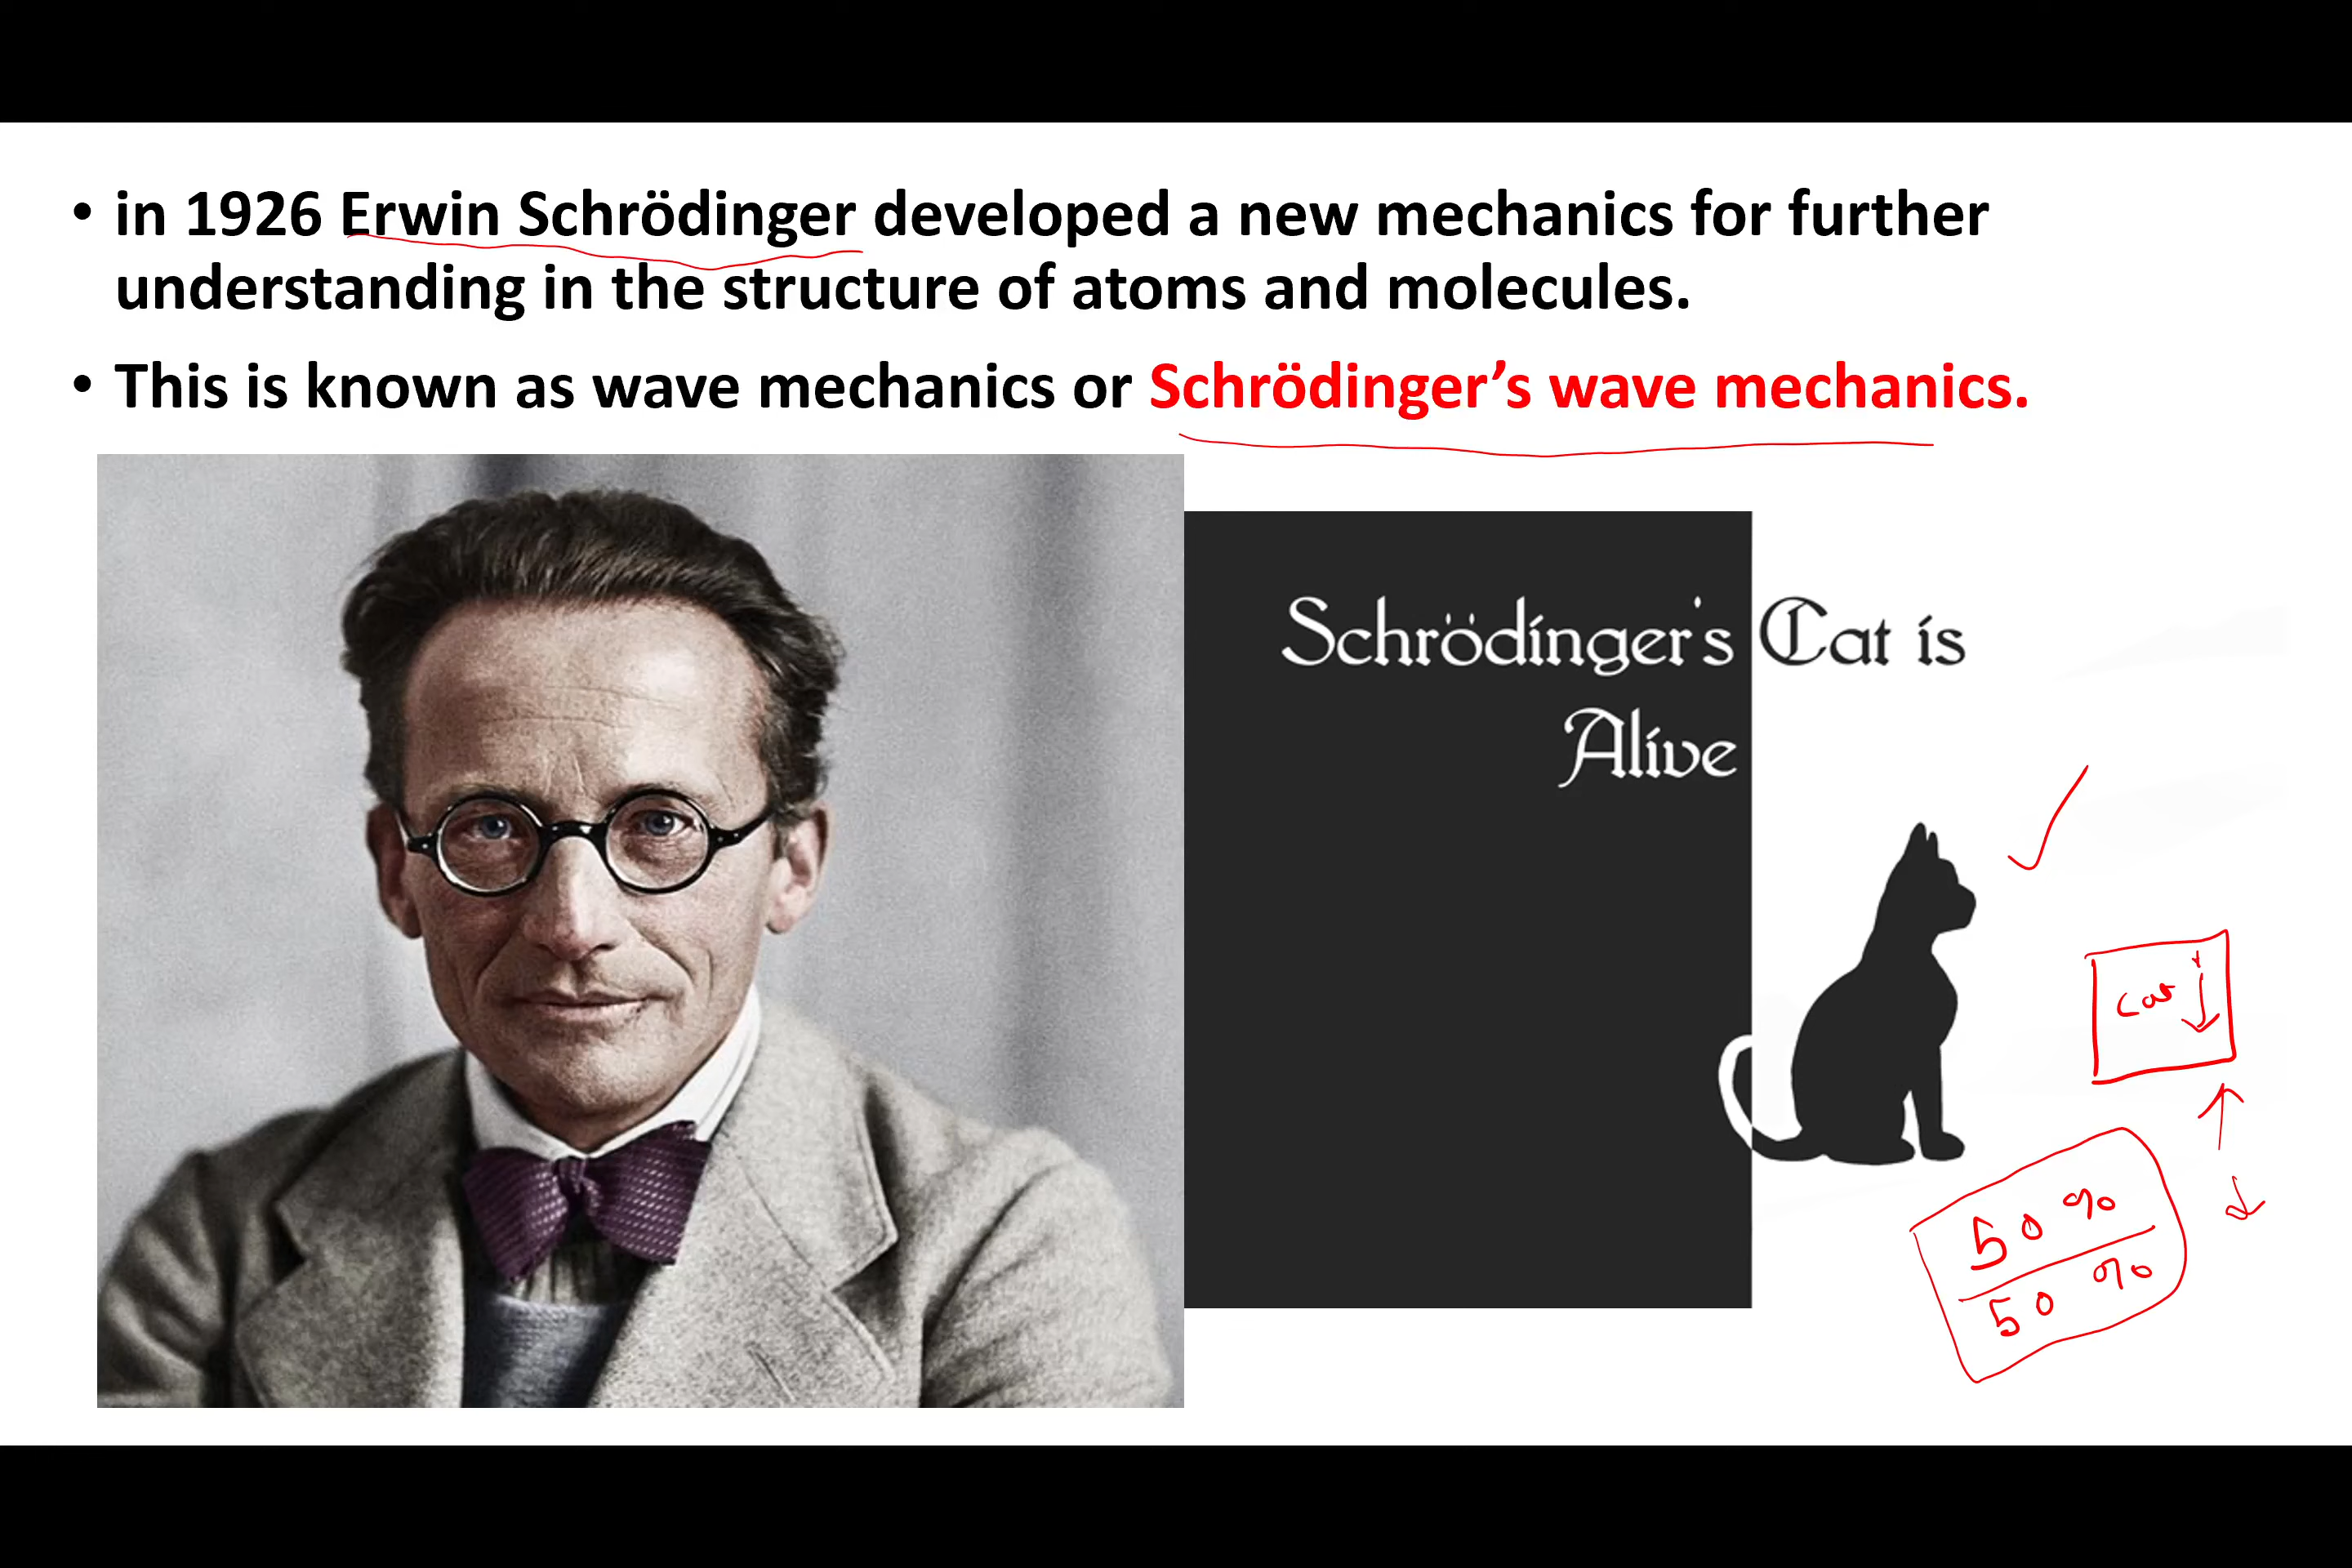 • in 1926 Erwin Schrödinger developed a new mechanics for further
understanding in the structure of atoms and molecules.
• This is known as wave mechanics or Schrödinger’s wave mechanics.
Schrödinger's Cat is
Alive
Cat
50%
50%